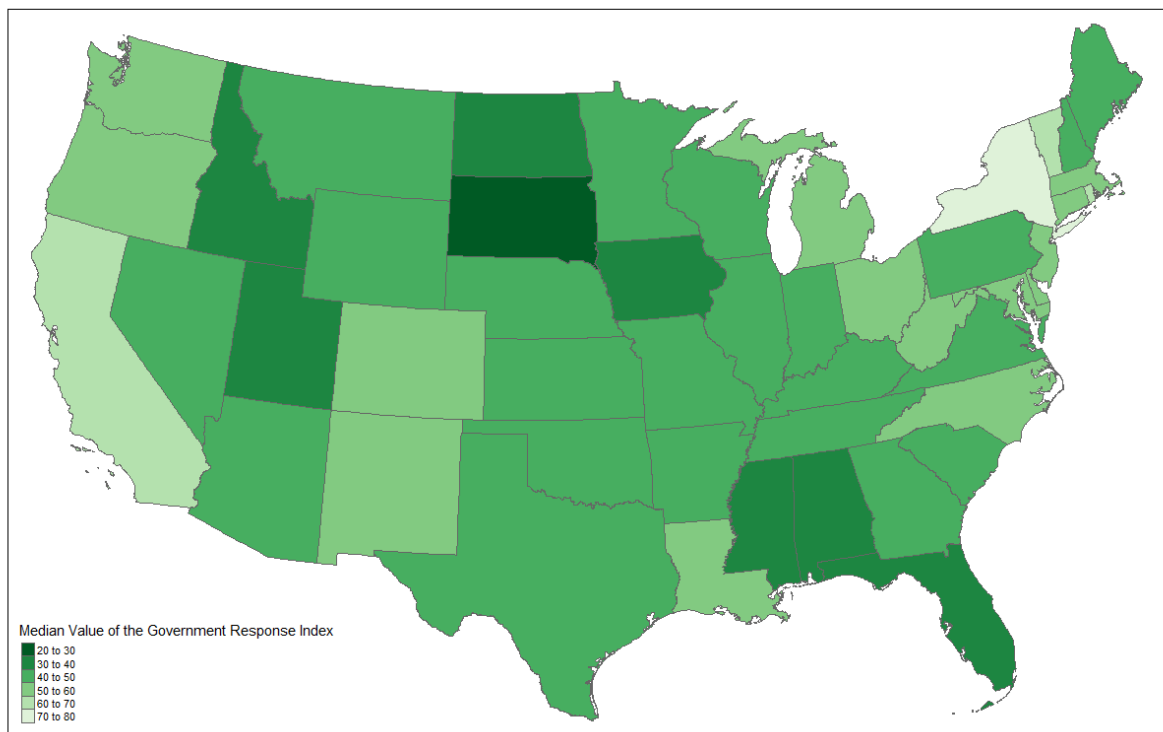 Median Value of the Government Response Index
20 to 30
30 to 40
40 to 50
50 to 60
60 to 70
70 to 80